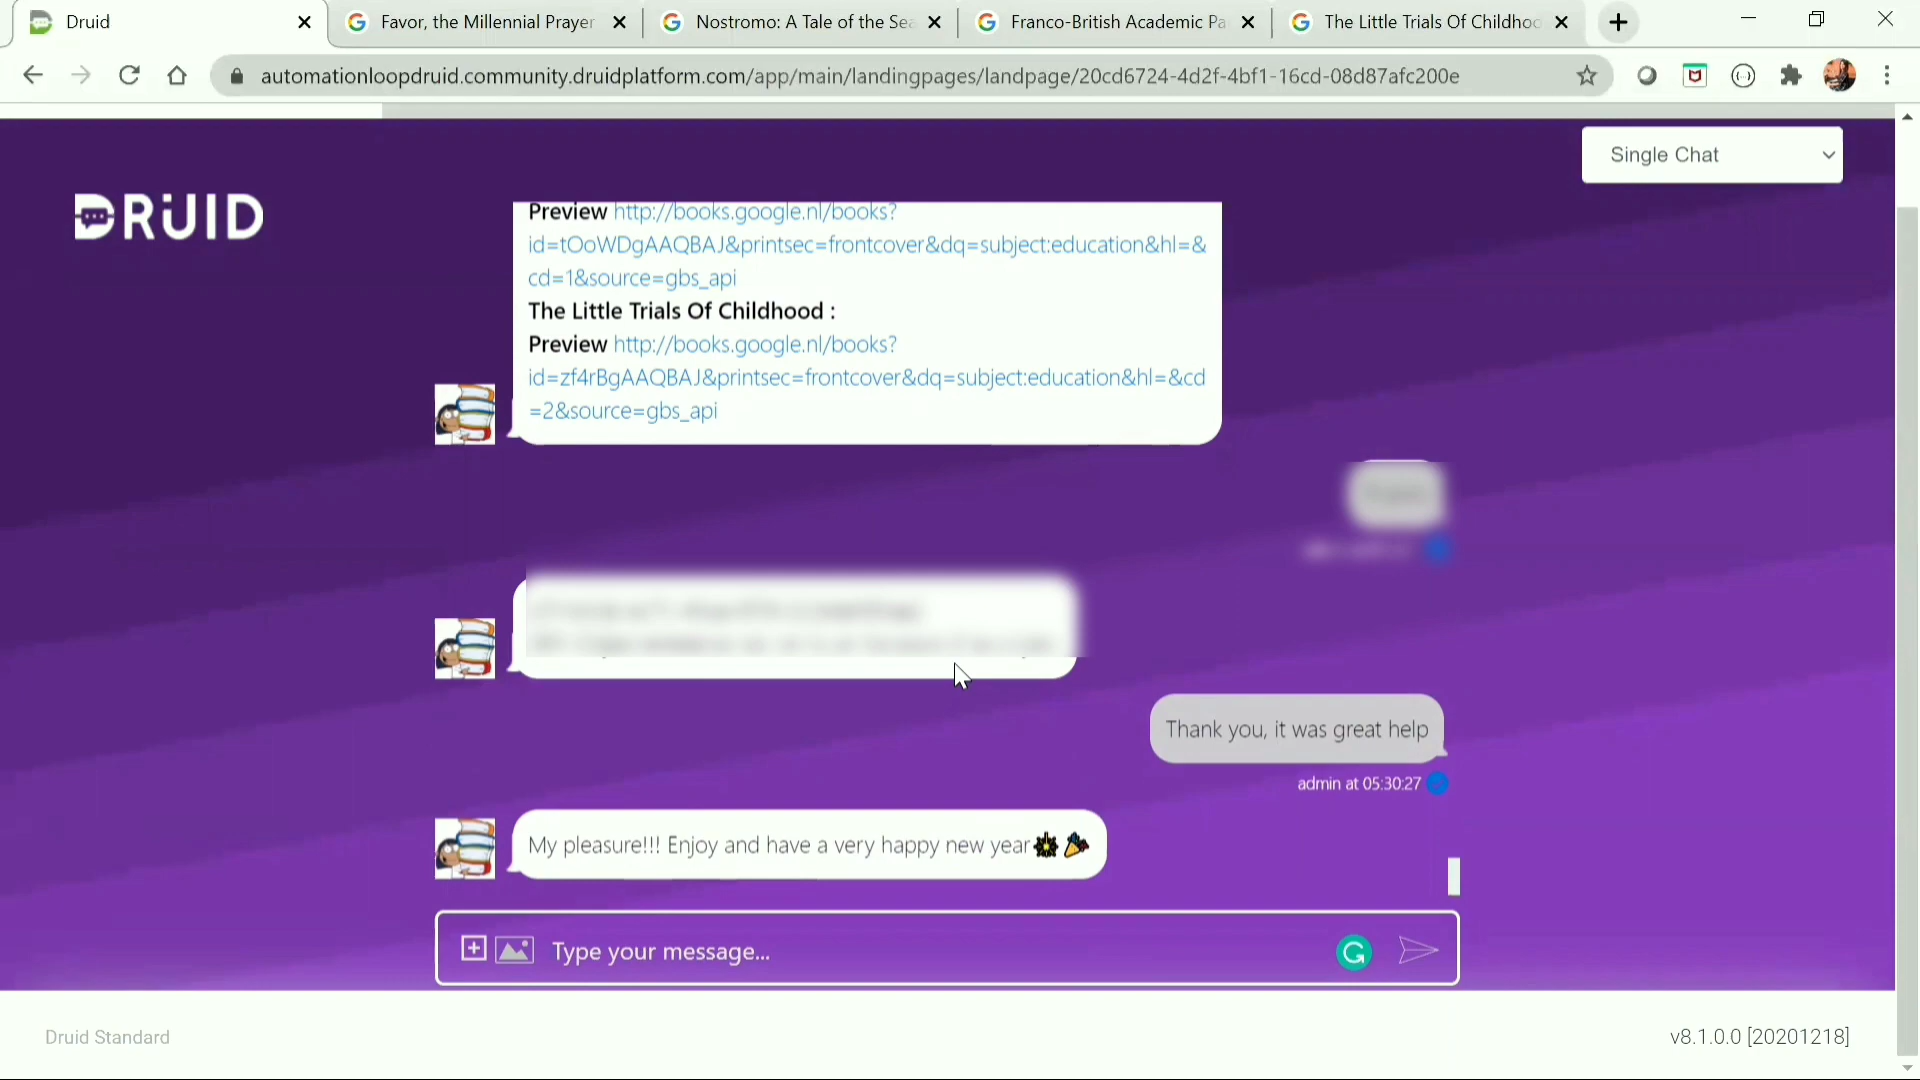 Druid
Favor, the Millennial Prayer
Nostromo: A Tale of the Sea
Franco-British Academic Pa
The Little Trials Of Childhoo
automationloopdruid.community.druidplatform.com/app/main/landingpages/landpage/20cd6724-4d2f-4bf1-16cd-08d87afc200e
Single Chat
DRUID
Preview http://books.google.nl/books?
id=tOoWDgAAQBAJ&printsec=frontcover&dq=subject:education&hl=&
cd=1&source=gbs_api
The Little Trials Of Childhood :
Preview http://books.google.nl/books?
id=zf4rBgAAQBAJ&printsec=frontcover&dq=subject:education&hl=&cd
=2&source=gbs_api
Thank you, it was great help
admin at 05:30:27
My pleasure!!! Enjoy and have a very happy new year
Type your message...
Druid Standard
v8.1.0.0 [20201218]